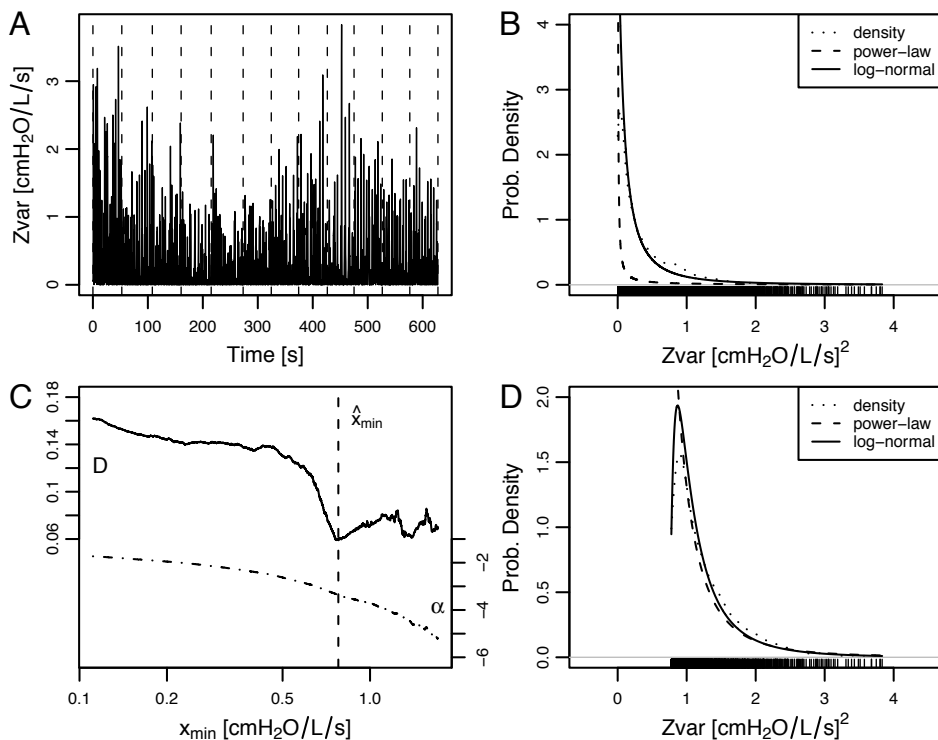 A
Zvar [cmH₂O/L/s]
3
2
1
0
0 100 200 300 400 500 600
Time [s]
B
Prob. Density
4
3
2
1
0
density
power−law
log−normal
0 1 2 3 4
Zvar [cmH₂O/L/s]²
C
0.18
0.14
0.1
0.06
D
x̂min
α
−2
−4
−6
0.1 0.2 0.5 1.0
xmin [cmH₂O/L/s]
D
Prob. Density
2.0
1.5
1.0
0.5
0.0
density
power−law
log−normal
0 1 2 3 4
Zvar [cmH₂O/L/s]²